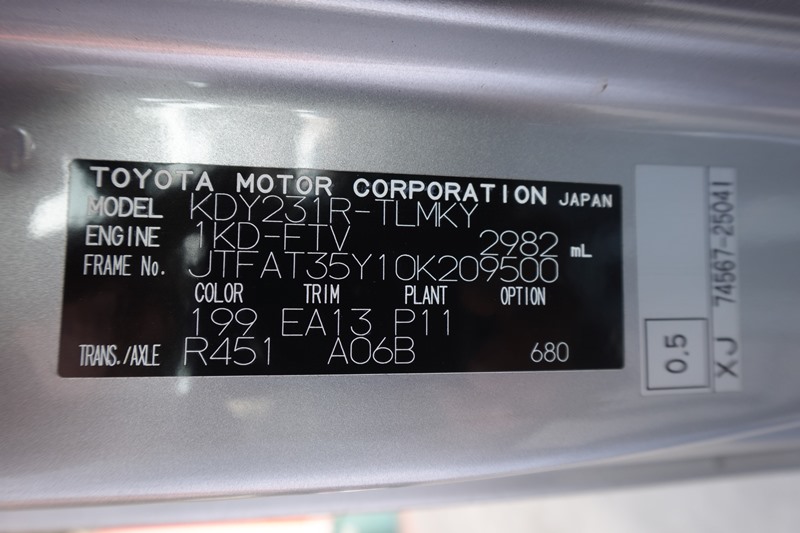 TOYOTA MOTOR CORPORATION JAPAN
MODEL KDY231R-TLMKY
ENGINE 1KD-FTV 2982 mL
FRAME No. JTFAT35Y10K209500
COLOR TRIM PLANT OPTION
199 EA13 P11
TRANS./AXLE R451 A06B 680
0.5
XJ 74567-25041